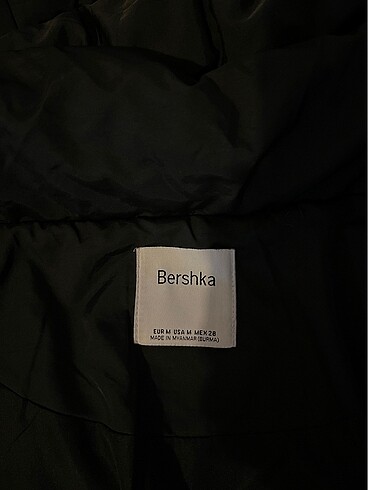 Bershka
EUR M USA M MEX 28
MADE IN MYANMAR (BURMA)